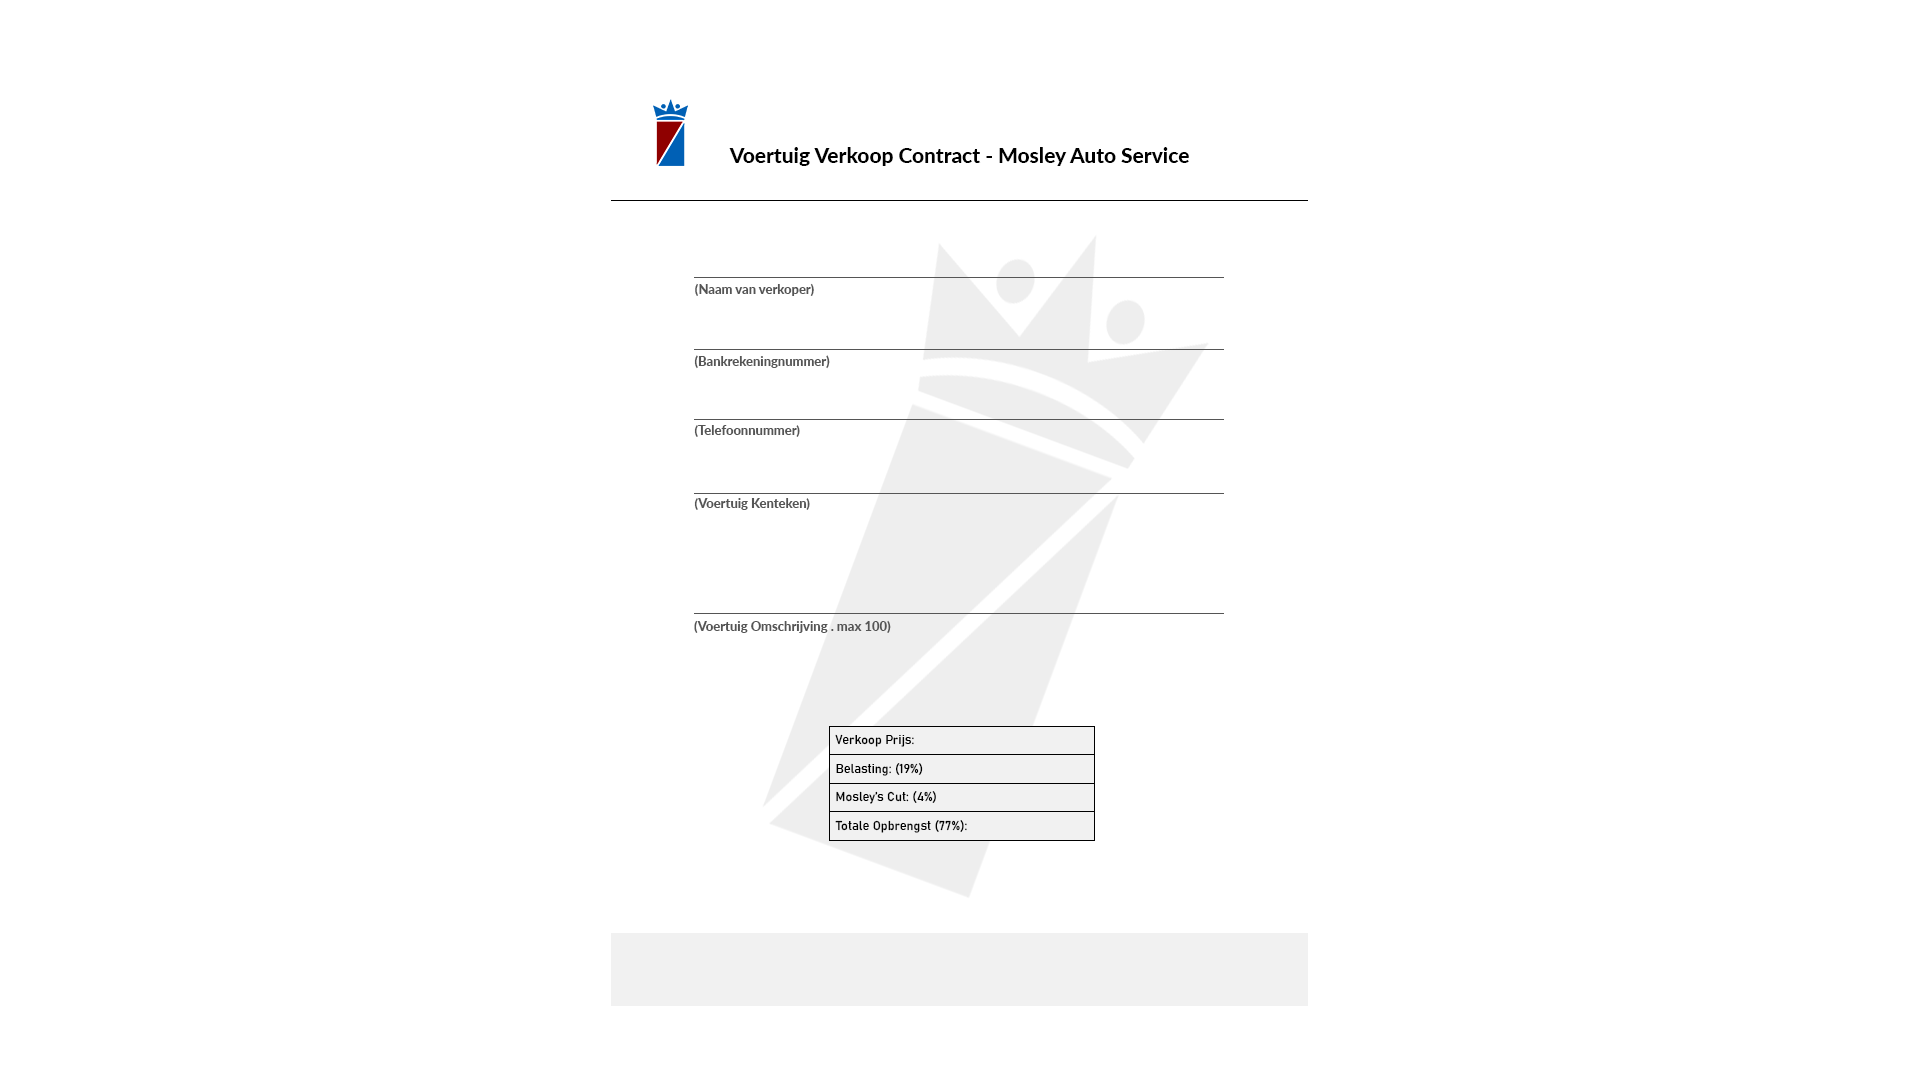 Voertuig Verkoop Contract - Mosley Auto Service
(Naam van verkoper)
(Bankrekeningnummer)
(Telefoonnummer)
(Voertuig Kenteken)
(Voertuig Omschrijving . max 100)
Verkoop Prijs:
Belasting: (19%)
Mosley's Cut: (4%)
Totale Opbrengst (77%):